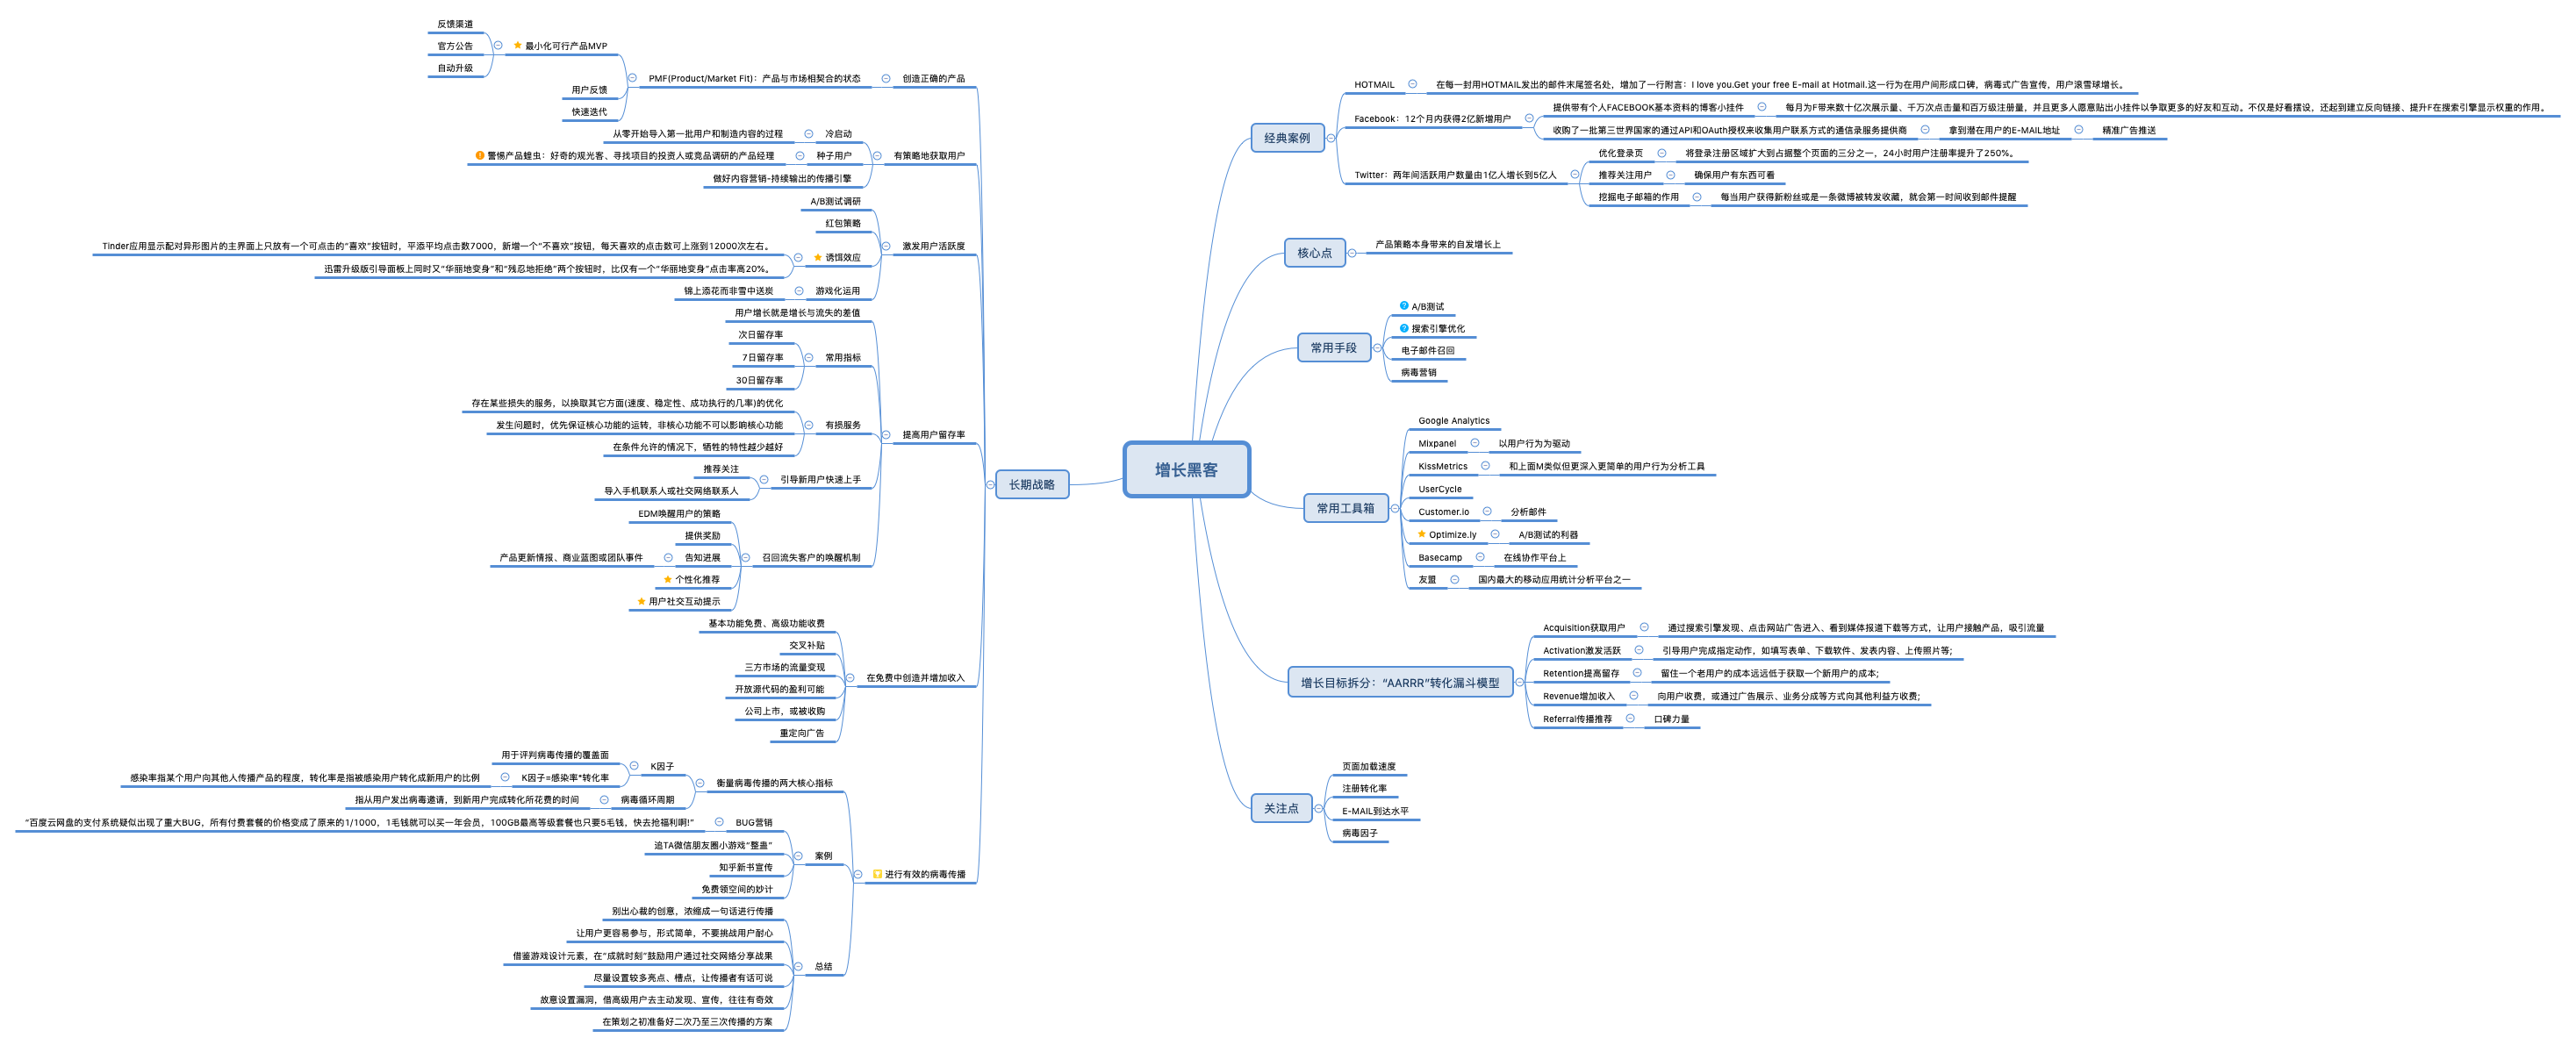 增长黑客
经典案例
HOTMAIL
在每一封用HOTMAIL发出的邮件末尾签名处，增加了一行附言：I love you.Get your free E-mail at Hotmail.这一行为在用户间形成口碑，病毒式广告宣传，用户滚雪球增长。
Facebook：12个月内获得2亿新增用户
提供带有个人FACEBOOK基本资料的博客小挂件
每月为F带来数十亿次展示量、千万次点击量和百万级注册量，并且更多人愿意贴出小挂件以争取更多的好友和互动。不仅是好看摆设，还起到建立反向链接、提升F在搜索引擎显示权重的作用。
收购了一批第三世界国家的通过API和OAuth授权来收集用户联系方式的通信录服务提供商
拿到潜在用户的E-MAIL地址
精准广告推送
Twitter：两年间活跃用户数量由1亿人增长到5亿人
优化登录页
将登录注册区域扩大到占据整个页面的三分之一，24小时用户注册率提升了250%。
推荐关注用户
确保用户有东西可看
挖掘电子邮箱的作用
每当用户获得新粉丝或是一条微博被转发收藏，就会第一时间收到邮件提醒
核心点
产品策略本身带来的自发增长上
常用手段
A/B测试
搜索引擎优化
电子邮件召回
病毒营销
常用工具箱
Google Analytics
Mixpanel
以用户行为为驱动
KissMetrics
和上面M类似但更深入更简单的用户行为分析工具
UserCycle
Customer.io
分析邮件
Optimize.ly
A/B测试的利器
Basecamp
在线协作平台上
友盟
国内最大的移动应用统计分析平台之一
增长目标拆分：“AARRR”转化漏斗模型
Acquisition获取用户
通过搜索引擎发现、点击网站广告进入、看到媒体报道下载等方式，让用户接触产品，吸引流量
Activation激发活跃
引导用户完成指定动作，如填写表单、下载软件、发表内容、上传照片等;
Retention提高留存
留住一个老用户的成本远远低于获取一个新用户的成本;
Revenue增加收入
向用户收费，或通过广告展示、业务分成等方式向其他利益方收费;
Referral传播推荐
口碑力量
关注点
页面加载速度
注册转化率
E-MAIL到达水平
病毒因子
长期战略
创造正确的产品
PMF(Product/Market Fit)：产品与市场相契合的状态
最小化可行产品MVP
反馈渠道
官方公告
自动升级
用户反馈
快速迭代
有策略地获取用户
冷启动
从零开始导入第一批用户和制造内容的过程
种子用户
警惕产品蝗虫：好奇的观光客、寻找项目的投资人或竞品调研的产品经理
做好内容营销-持续输出的传播引擎
激发用户活跃度
A/B测试调研
红包策略
诱饵效应
Tinder应用显示配对异形图片的主界面上只放有一个可点击的“喜欢”按钮时，平添平均点击数7000，新增一个“不喜欢”按钮，每天喜欢的点击数可上涨到12000次左右。
迅雷升级版引导面板上同时又“华丽地变身”和“残忍地拒绝”两个按钮时，比仅有一个“华丽地变身”点击率高20%。
游戏化运用
锦上添花而非雪中送炭
提高用户留存率
用户增长就是增长与流失的差值
常用指标
次日留存率
7日留存率
30日留存率
有损服务
存在某些损失的服务，以换取其它方面(速度、稳定性、成功执行的几率)的优化
发生问题时，优先保证核心功能的运转，非核心功能不可以影响核心功能
在条件允许的情况下，牺牲的特性越少越好
引导新用户快速上手
推荐关注
导入手机联系人或社交网络联系人
召回流失客户的唤醒机制
EDM唤醒用户的策略
提供奖励
告知进展
产品更新情报、商业蓝图或团队事件
个性化推荐
用户社交互动提示
在免费中创造并增加收入
基本功能免费、高级功能收费
交叉补贴
三方市场的流量变现
开放源代码的盈利可能
公司上市，或被收购
重定向广告
进行有效的病毒传播
衡量病毒传播的两大核心指标
K因子
用于评判病毒传播的覆盖面
K因子=感染率*转化率
感染率指某个用户向其他人传播产品的程度，转化率是指被感染用户转化成新用户的比例
病毒循环周期
指从用户发出病毒邀请，到新用户完成转化所花费的时间
案例
BUG营销
“百度云网盘的支付系统疑似出现了重大BUG，所有付费套餐的价格变成了原来的1/1000，1毛钱就可以买一年会员，100GB最高等级套餐也只要5毛钱，快去抢福利啊!”
追TA微信朋友圈小游戏“整蛊”
知乎新书宣传
免费领空间的妙计
总结
别出心裁的创意，浓缩成一句话进行传播
让用户更容易参与，形式简单，不要挑战用户耐心
借鉴游戏设计元素，在“成就时刻”鼓励用户通过社交网络分享战果
尽量设置较多亮点、槽点，让传播者有话可说
故意设置漏洞，借高级用户去主动发现、宣传，往往有奇效
在策划之初准备好二次乃至三次传播的方案